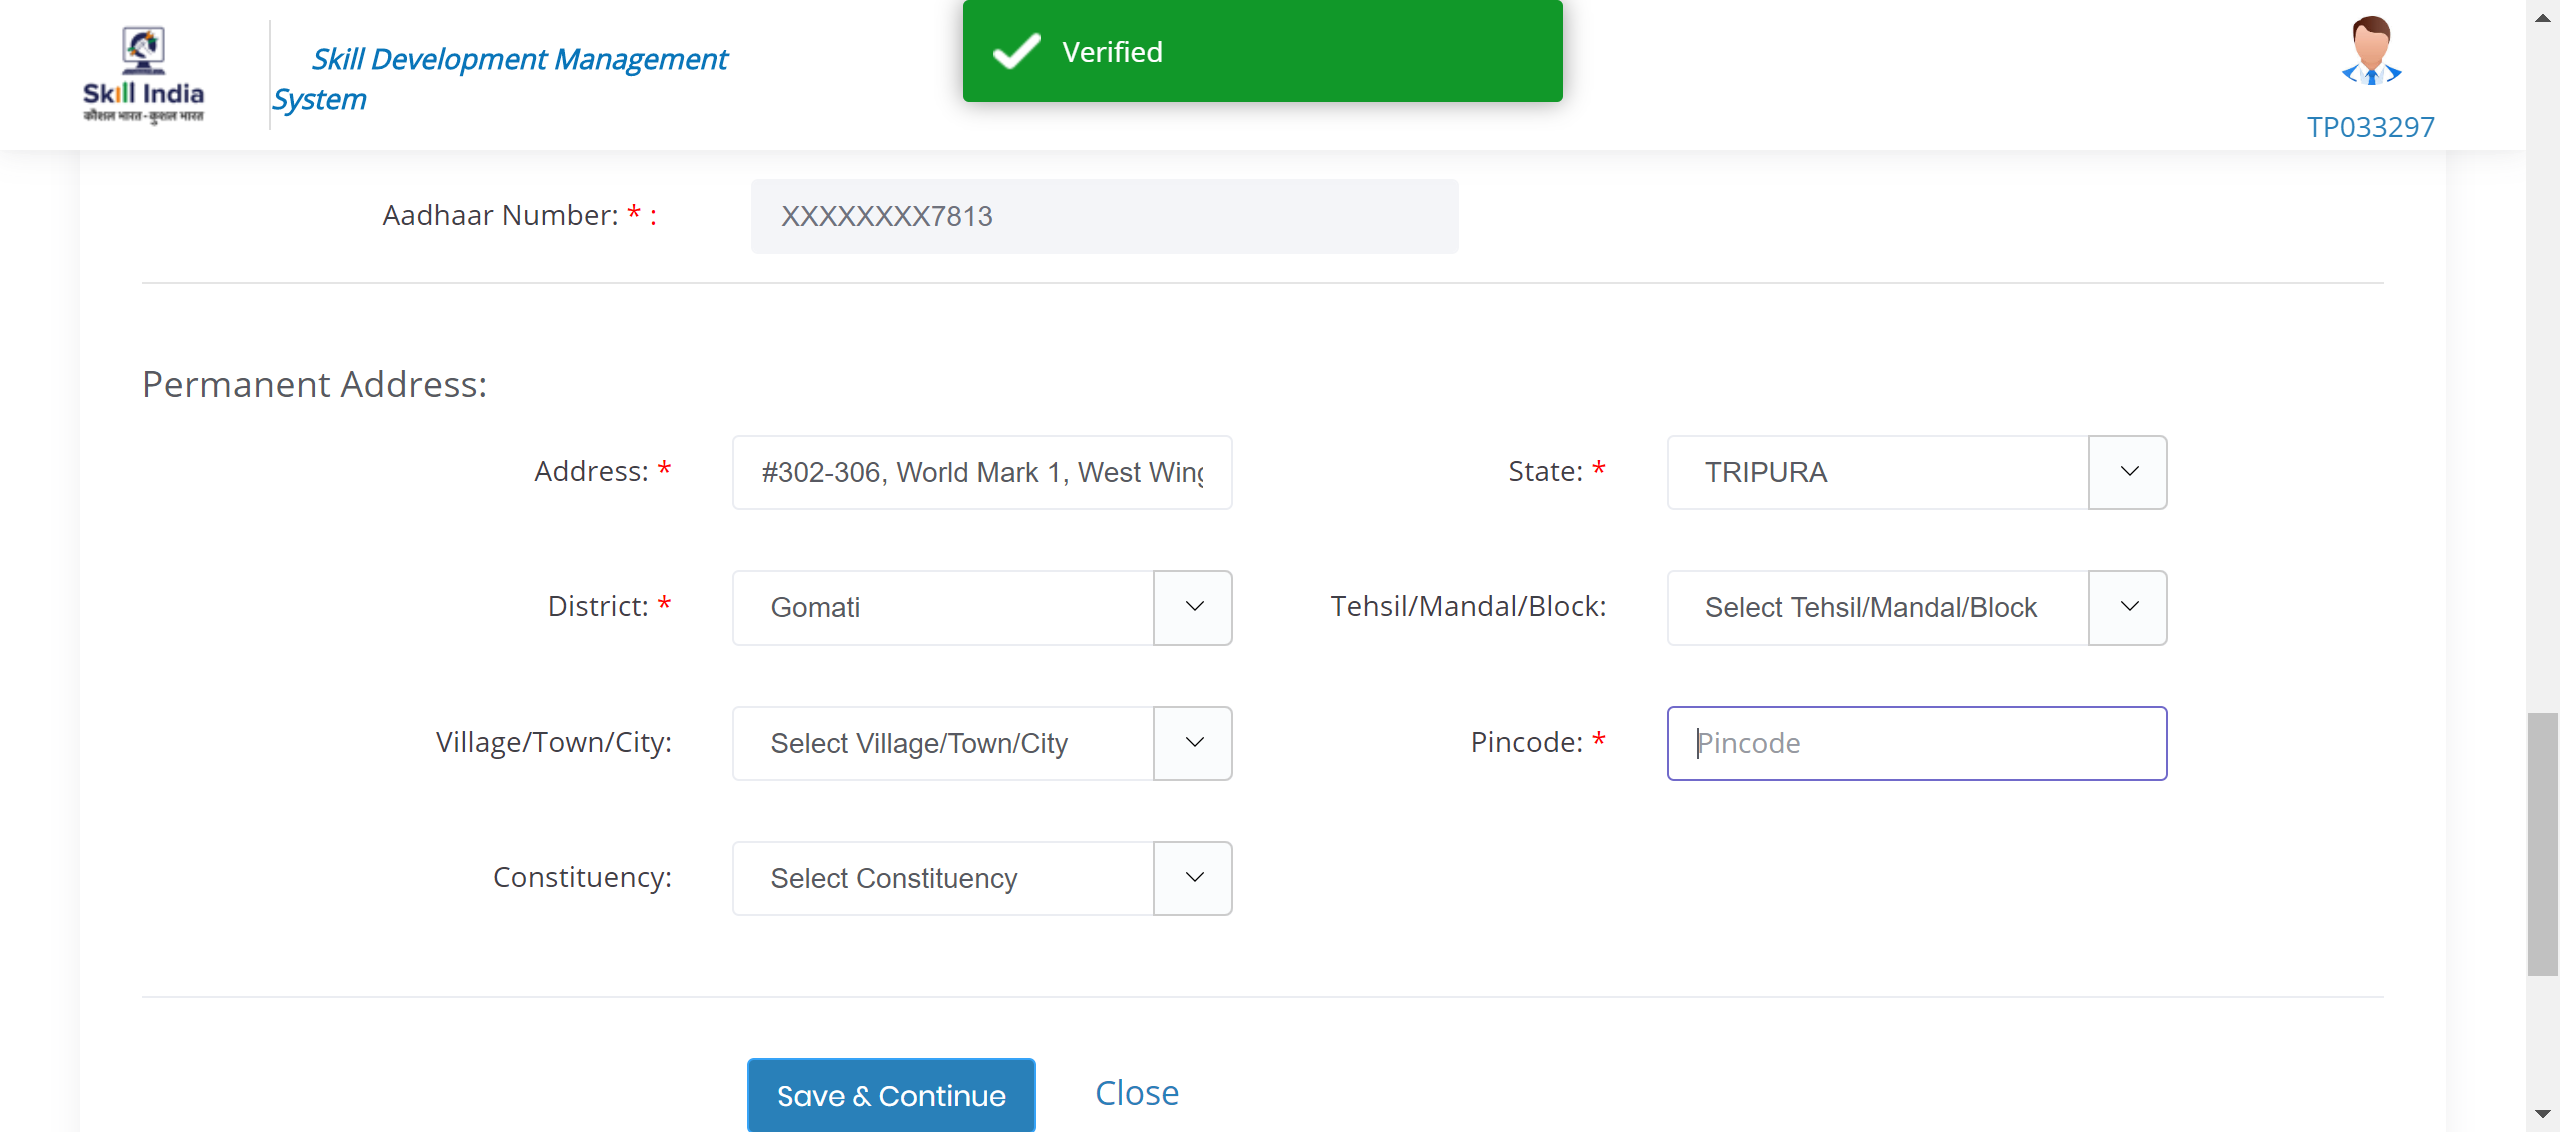 Skill India
कौशल भारत - कुशल भारत
Skill Development Management
System
Verified
TP033297
Aadhaar Number: * :
XXXXXXXX7813
Permanent Address:
Address: *
#302-306, World Mark 1, West Wing
State: *
TRIPURA
District: *
Gomati
Tehsil/Mandal/Block:
Select Tehsil/Mandal/Block
Village/Town/City:
Select Village/Town/City
Pincode: *
Pincode
Constituency:
Select Constituency
Save & Continue
Close